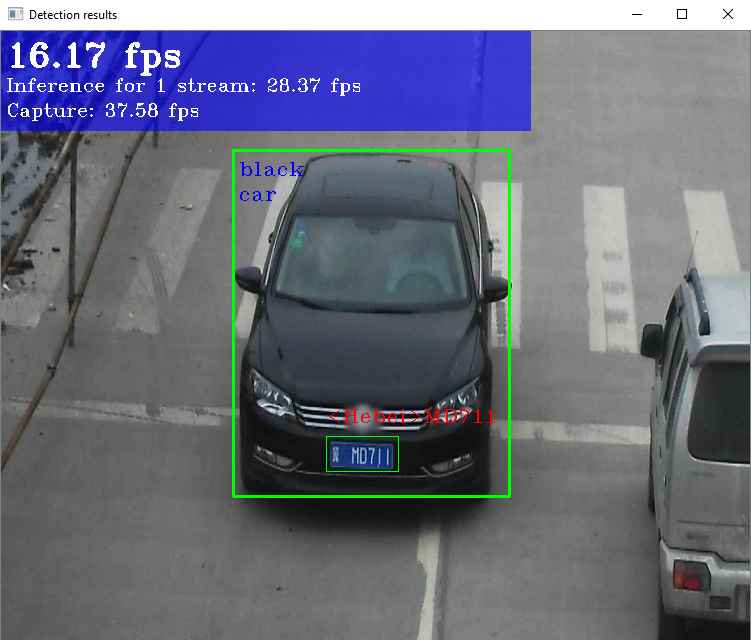 Detection results
16.17 fps
Inference for 1 stream: 28.37 fps
Capture: 37.58 fps
black
car
<Hebei>MD711
冀 MD711